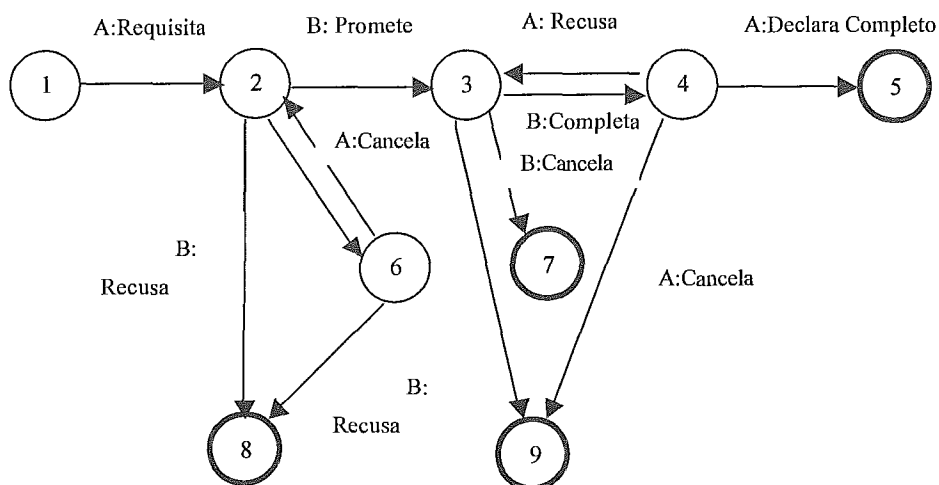 A:Requisita
B: Promete
A: Recusa
A:Declara Completo
1
2
3
4
5
A:Cancela
B:Completa
B:Cancela
B:
Recusa
6
7
A:Cancela
B:
Recusa
8
9